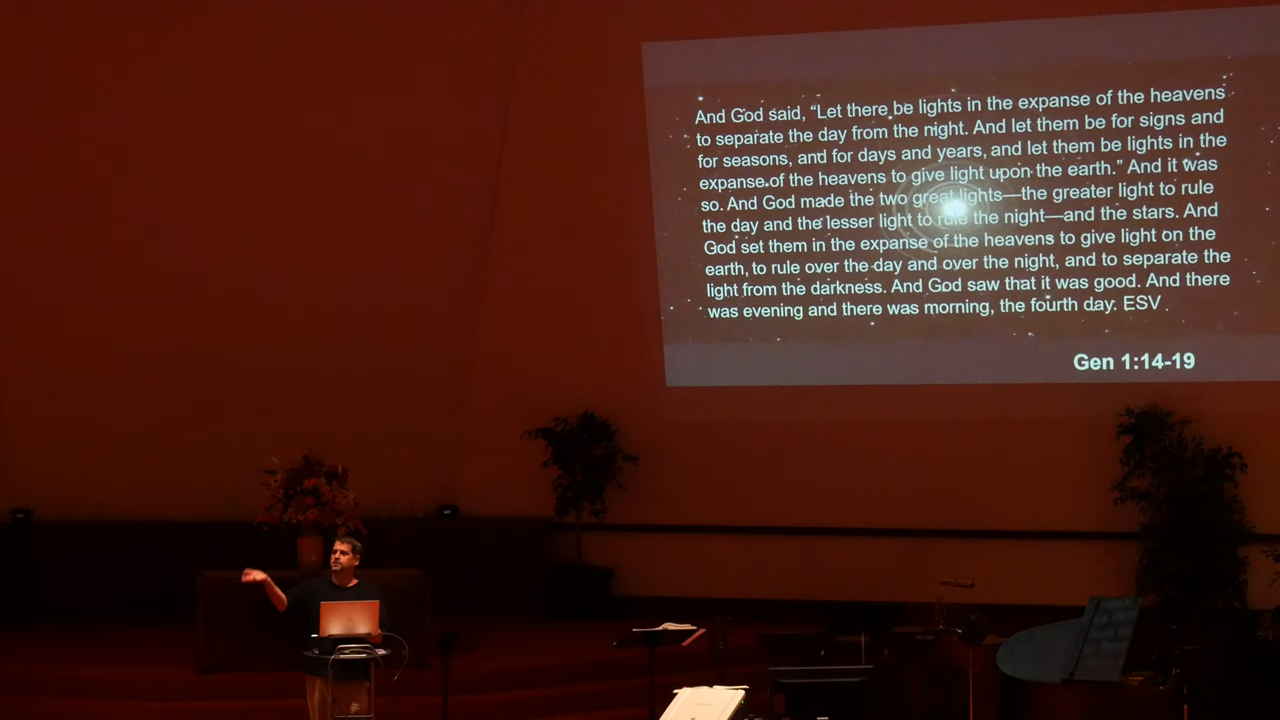 And God said, “Let there be lights in the expanse of the heavens
to separate the day from the night. And let them be for signs and
for seasons, and for days and years, and let them be lights in the
expanse of the heavens to give light upon the earth.” And it was
so. And God made the two great lights—the greater light to rule
the day and the lesser light to rule the night—and the stars. And
God set them in the expanse of the heavens to give light on the
earth, to rule over the day and over the night, and to separate the
light from the darkness. And God saw that it was good. And there
was evening and there was morning, the fourth day. ESV
Gen 1:14-19